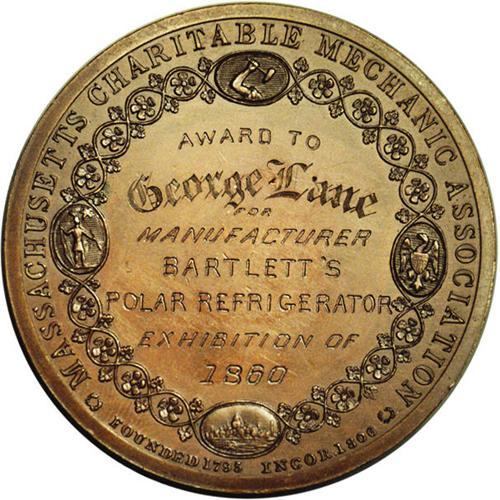 MASSACHUSETTS CHARITABLE MECHANIC ASSOCIATION
AWARD TO
George Lane
FOR
MANUFACTURER
BARTLETT'S
POLAR REFRIGERATOR
EXHIBITION OF
1860
FOUNDED 1795 INCOR 1806